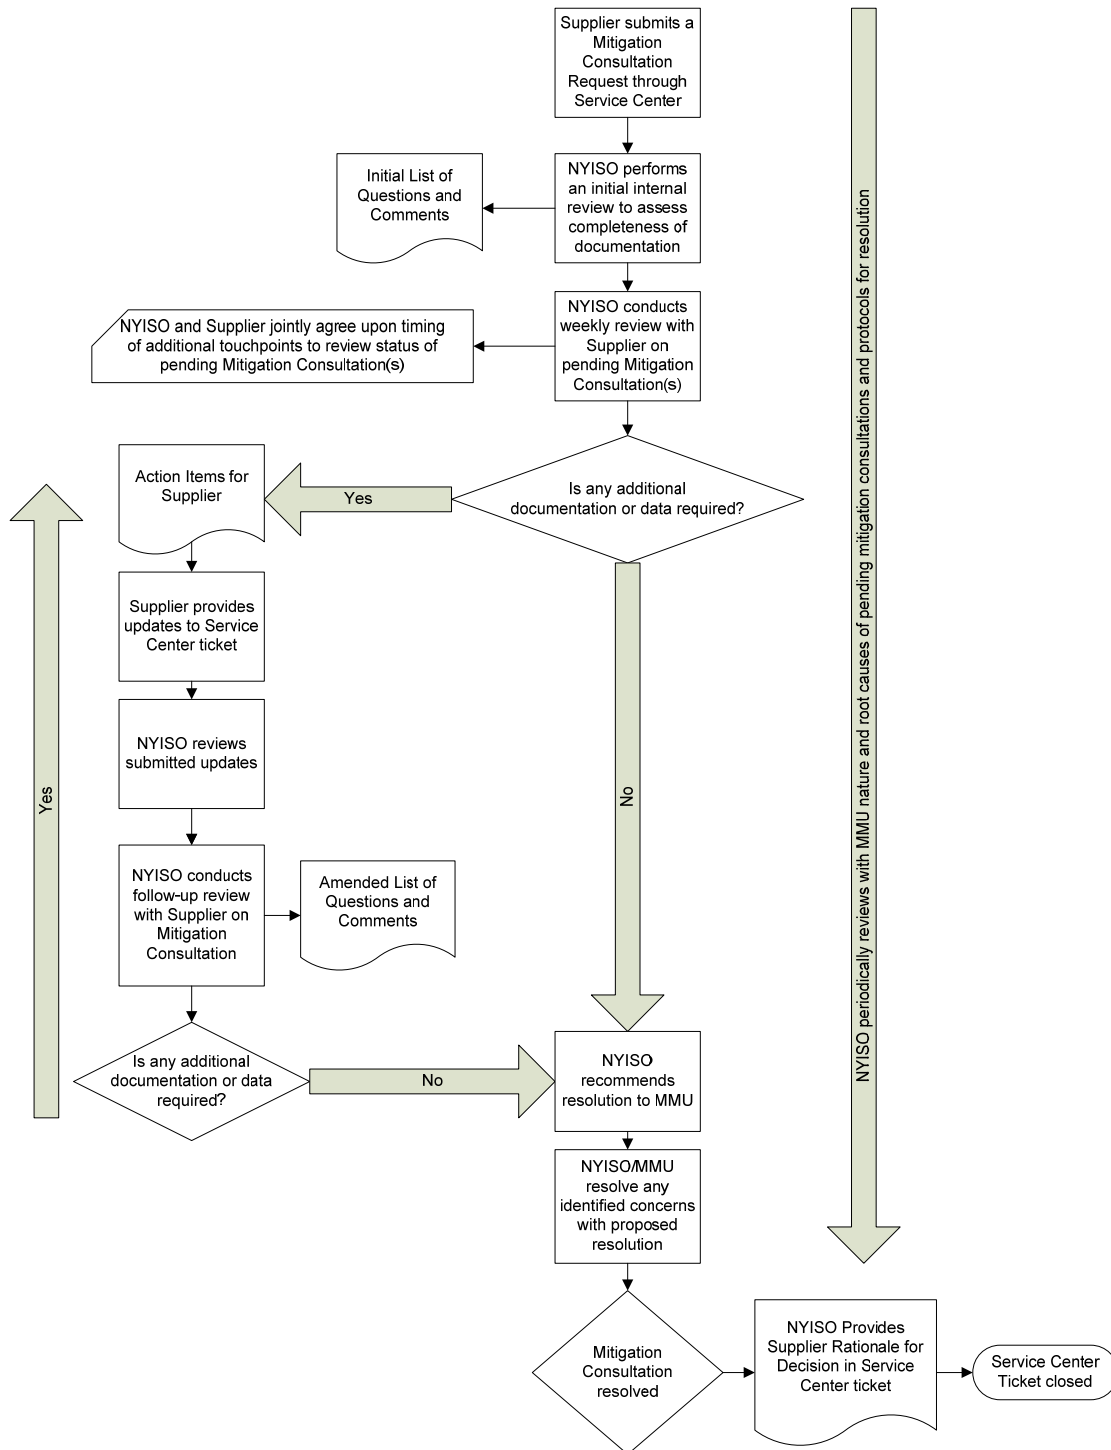 Supplier submits a
Mitigation
Consultation
Request through
Service Center
Initial List of
Questions and
Comments
NYISO performs
an initial internal
review to assess
completeness of
documentation
NYISO and Supplier jointly agree upon timing
of additional touchpoints to review status of
pending Mitigation Consultation(s)
NYISO conducts
weekly review with
Supplier on
pending Mitigation
Consultation(s)
Action Items for
Supplier
Yes
Is any additional
documentation or data required?
Supplier provides
updates to Service
Center ticket
NYISO reviews
submitted updates
Yes
No
NYISO periodically reviews with MMU nature and root causes of pending mitigation consultations and protocols for resolution
NYISO conducts
follow-up review
with Supplier on
Mitigation
Consultation
Amended List of
Questions and
Comments
Is any additional
documentation or data
required?
No
NYISO
recommends
resolution to MMU
NYISO/MMU
resolve any
identified concerns
with proposed
resolution
Mitigation
Consultation
resolved
NYISO Provides
Supplier Rationale for
Decision in Service
Center ticket
Service Center
Ticket closed